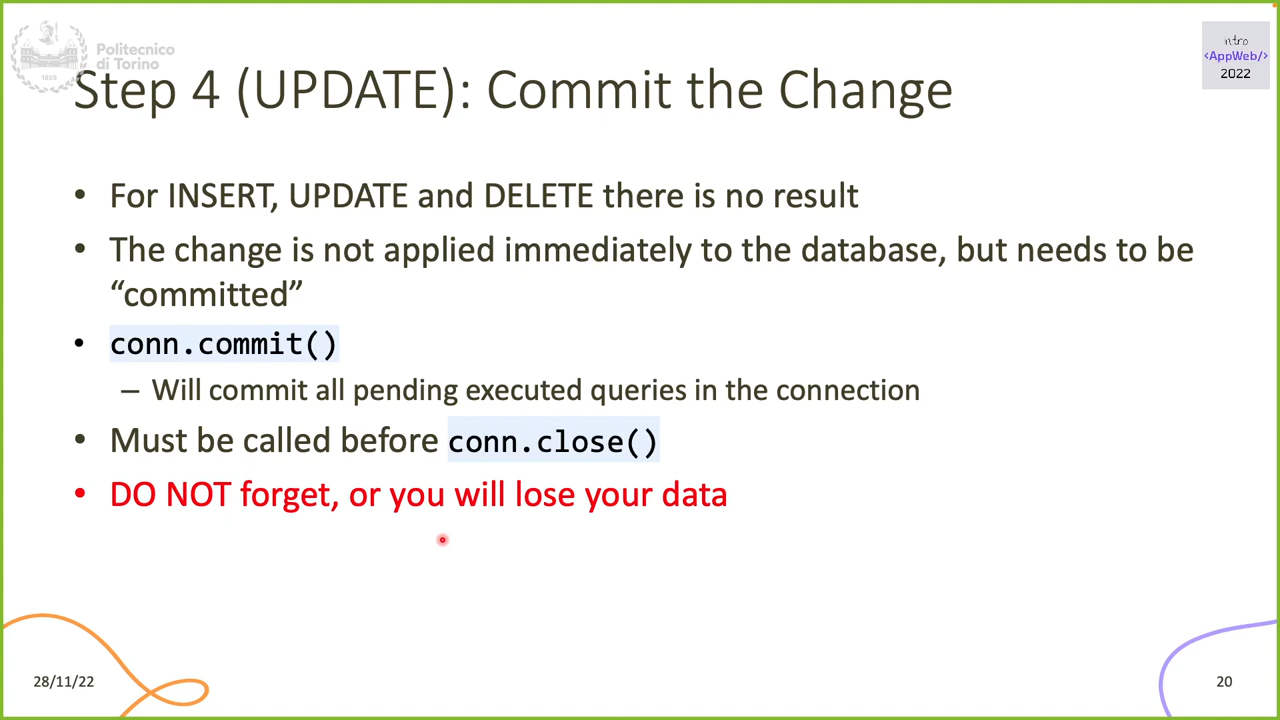 Politecnico
di Torino
1859
intro
<AppWeb/>
2022
Step 4 (UPDATE): Commit the Change
• For INSERT, UPDATE and DELETE there is no result
• The change is not applied immediately to the database, but needs to be
“committed”
• conn.commit()
– Will commit all pending executed queries in the connection
• Must be called before conn.close()
• DO NOT forget, or you will lose your data
28/11/22
20